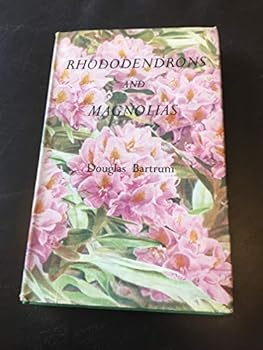 RHODODENDRONS
AND
MAGNOLIAS
Douglas Bartrum